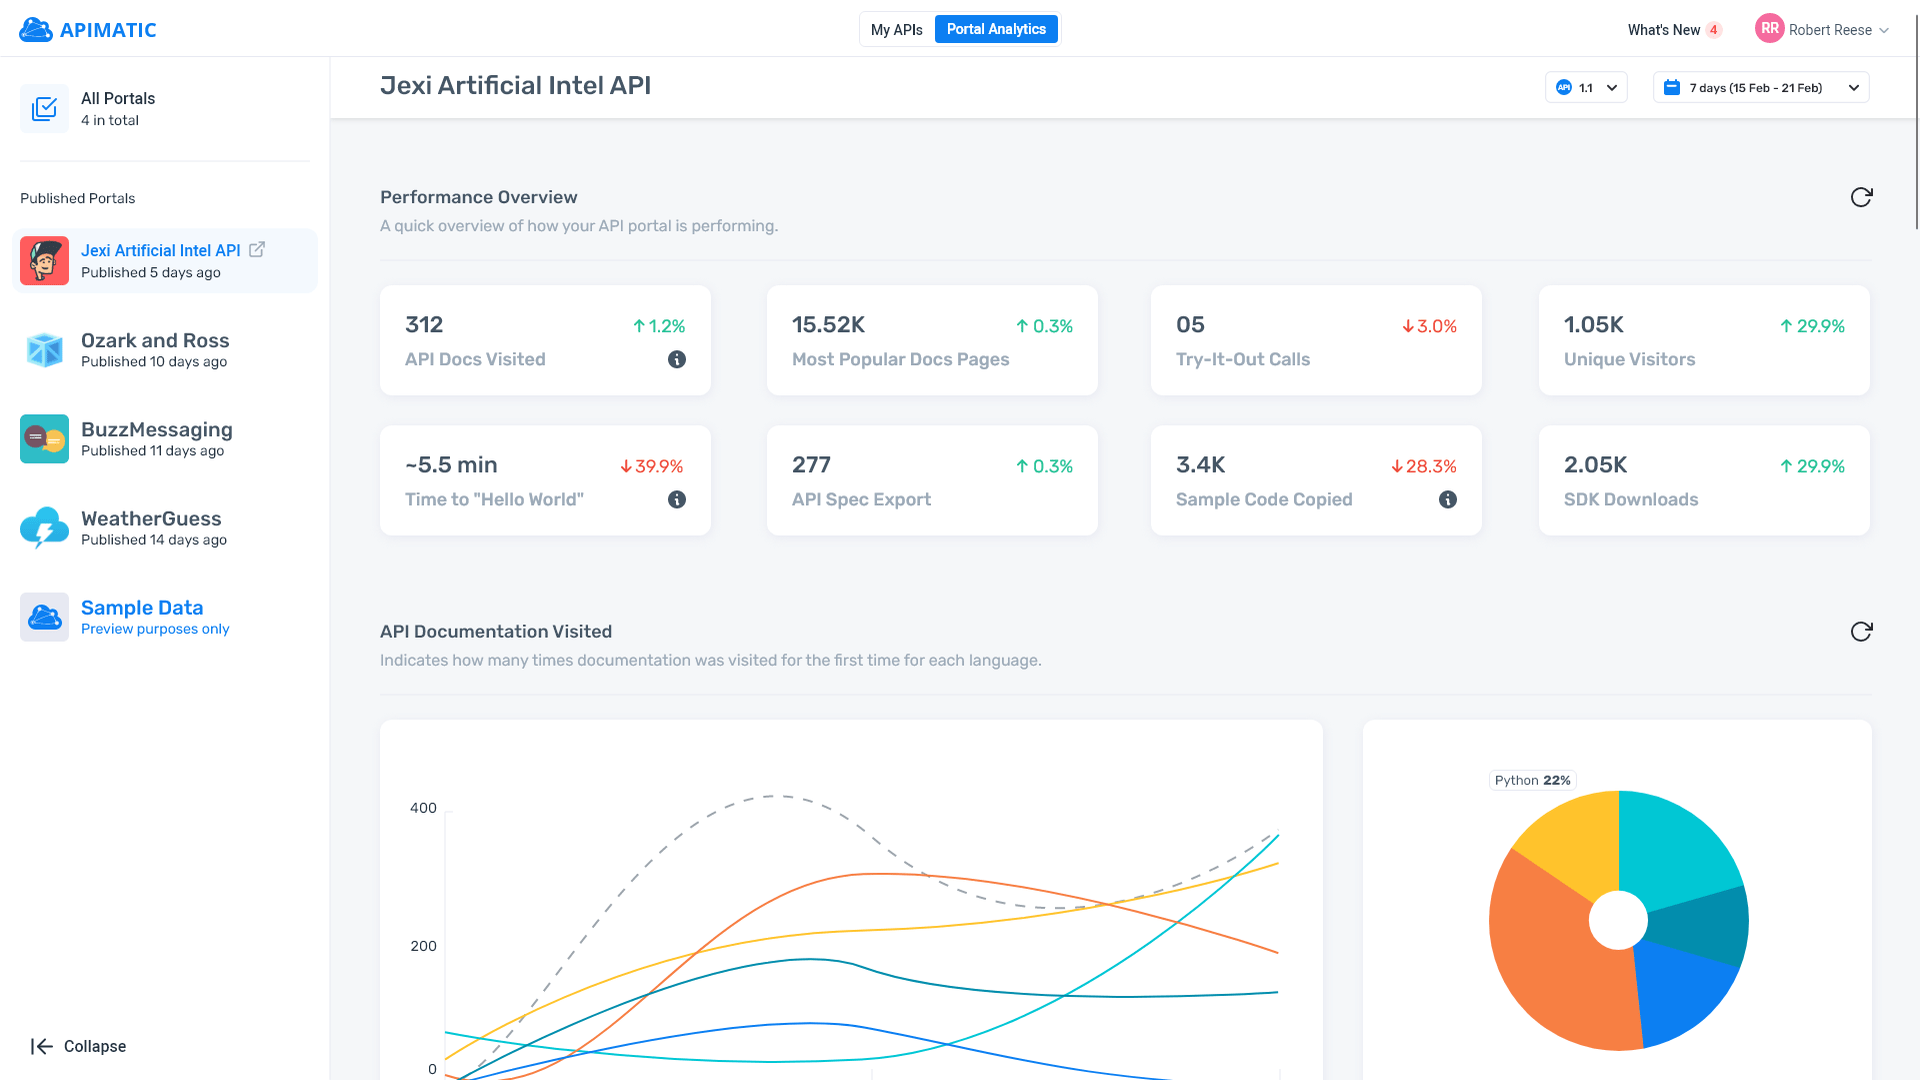 APIMATIC
My APIs
Portal Analytics
What's New 4
RR
Robert Reese
All Portals
4 in total
Published Portals
Jexi Artificial Intel API
Published 5 days ago
Ozark and Ross
Published 10 days ago
BuzzMessaging
Published 11 days ago
WeatherGuess
Published 14 days ago
Sample Data
Preview purposes only
Collapse
Jexi Artificial Intel API
API 1.1
7 days (15 Feb - 21 Feb)
Performance Overview
A quick overview of how your API portal is performing.
312
1.2%
API Docs Visited
15.52K
0.3%
Most Popular Docs Pages
05
3.0%
Try-It-Out Calls
1.05K
29.9%
Unique Visitors
~5.5 min
39.9%
Time to "Hello World"
277
0.3%
API Spec Export
3.4K
28.3%
Sample Code Copied
2.05K
29.9%
SDK Downloads
API Documentation Visited
Indicates how many times documentation was visited for the first time for each language.
400
200
0
Python 22%